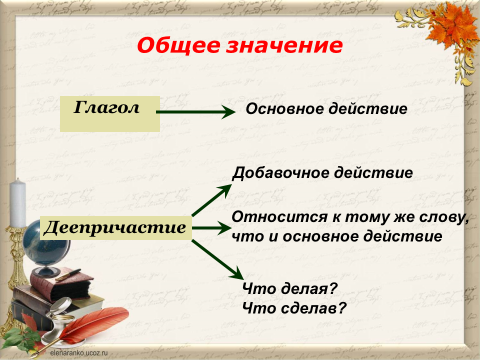 Общее значение
Глагол
Основное действие
Добавочное действие
Деепричастие
Относится к тому же слову,
что и основное действие
Что делая?
Что сделав?
elenaranko.ucoz.ru